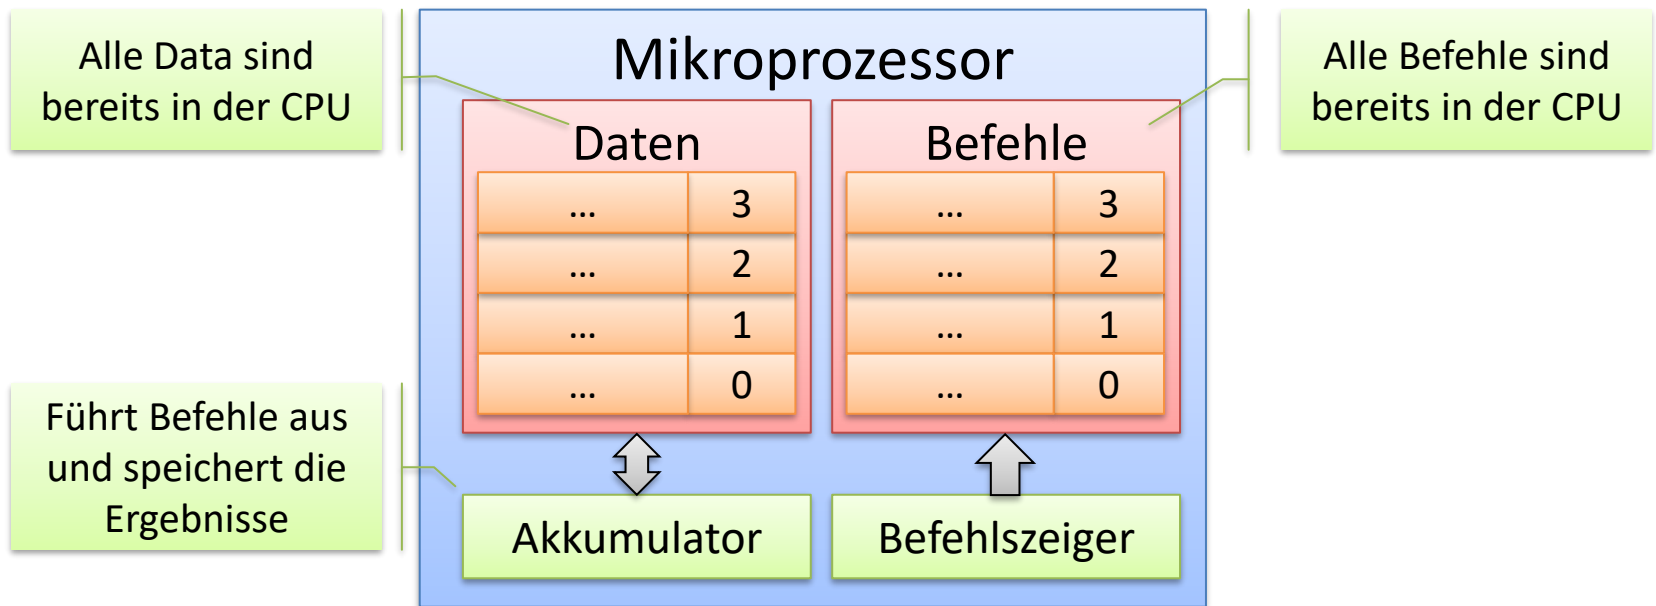 Alle Data sind
bereits in der CPU
Mikroprozessor
Alle Befehle sind
bereits in der CPU
Daten
Befehle
... 3 ... 3
... 2 ... 2
... 1 ... 1
... 0 ... 0
Führt Befehle aus
und speichert die
Ergebnisse
Akkumulator
Befehlszeiger